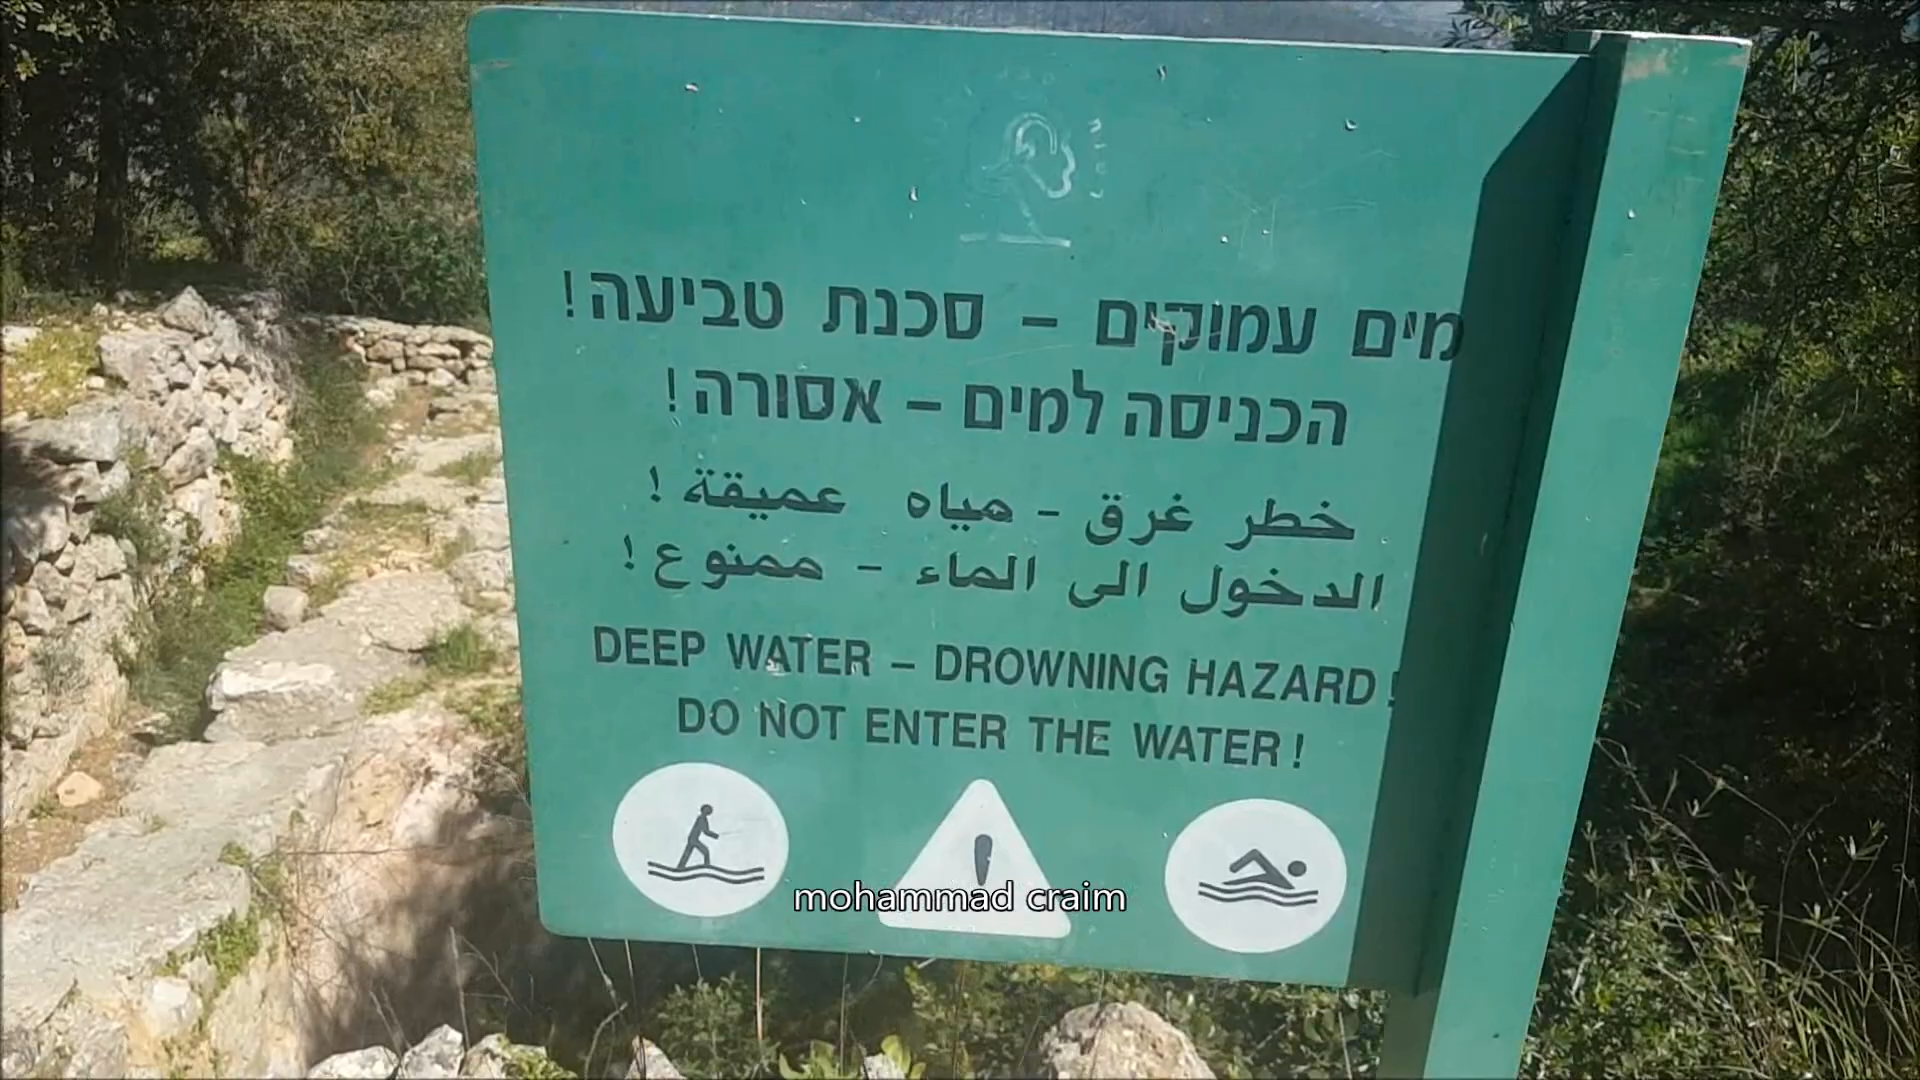 מים עמוקים – סכנת טביעה!
הכניסה למים – אסורה!
خطر غرق - مياه عميقة !
الدخول الى الماء - ممنوع !
DEEP WATER – DROWNING HAZARD!
DO NOT ENTER THE WATER!
mohammad craim